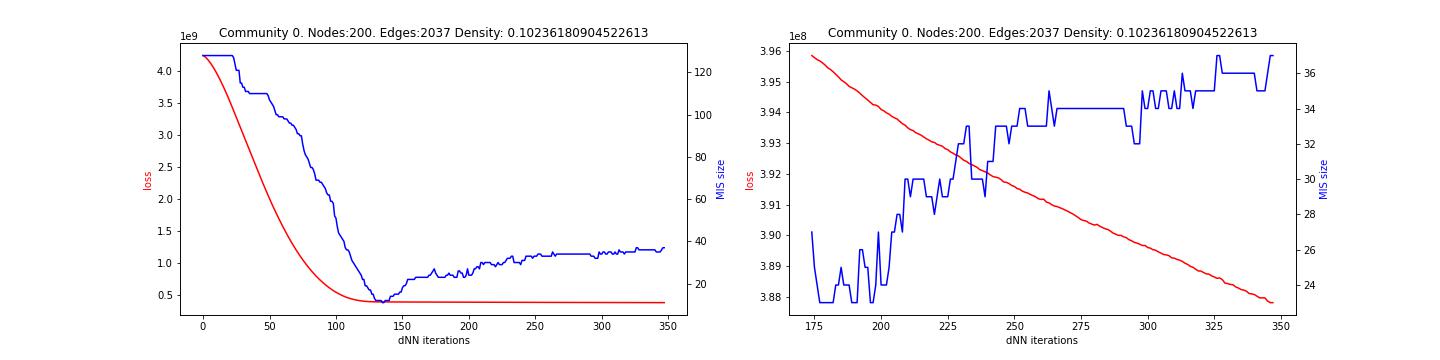 Community 0. Nodes:200. Edges:2037 Density: 0.10236180904522613
1e9
4.0
3.5
3.0
2.5
2.0
1.5
1.0
0.5
loss
120
100
80
60
40
20
MIS size
0 50 100 150 200 250 300 350
dNN iterations
Community 0. Nodes:200. Edges:2037 Density: 0.10236180904522613
1e8
3.96
3.95
3.94
3.93
3.92
3.91
3.90
3.89
3.88
loss
36
34
32
30
28
26
24
MIS size
175 200 225 250 275 300 325 350
dNN iterations